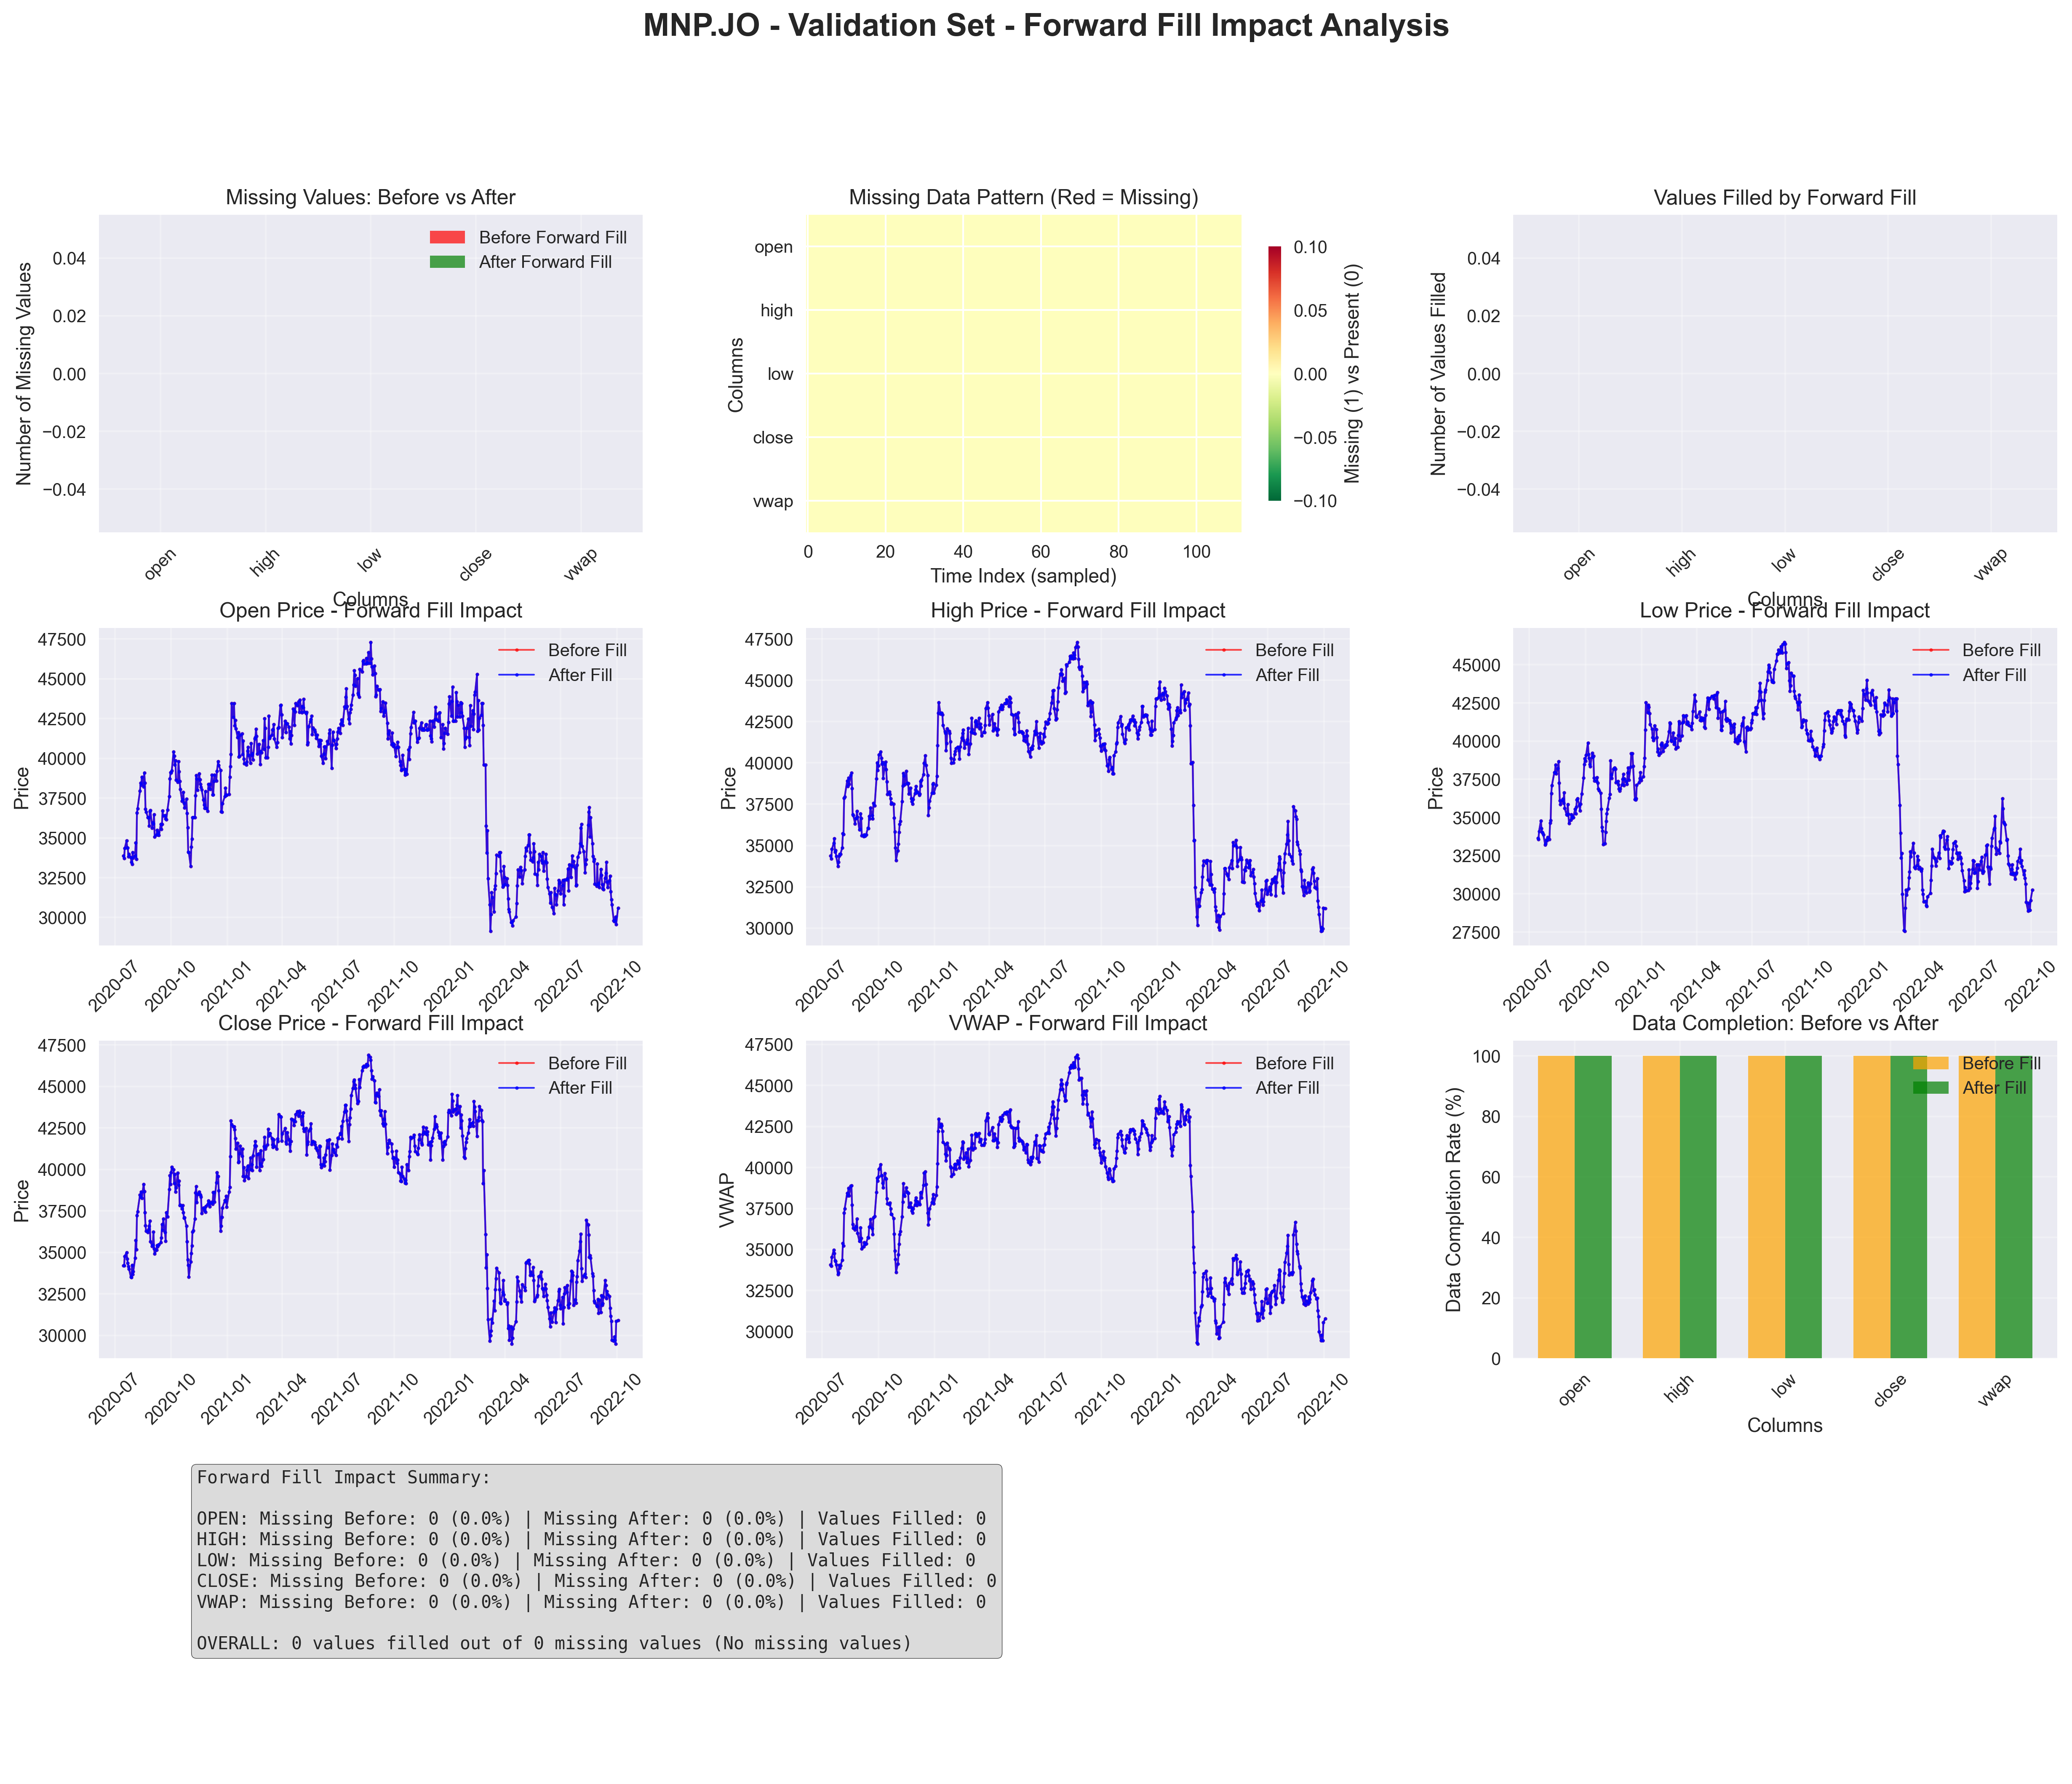 MNP.JO - Validation Set - Forward Fill Impact Analysis
Missing Values: Before vs After
Number of Missing Values
0.04
0.02
0.00
−0.02
−0.04
Before Forward Fill
After Forward Fill
open
high
low
close
vwap
Columns
Missing Data Pattern (Red = Missing)
Columns
open
high
low
close
vwap
0
20
40
60
80
100
Time Index (sampled)
0.10
0.05
0.00
−0.05
−0.10
Missing (1) vs Present (0)
Values Filled by Forward Fill
Number of Values Filled
0.04
0.02
0.00
−0.02
−0.04
open
high
low
close
vwap
Columns
Open Price - Forward Fill Impact
Price
47500
45000
42500
40000
37500
35000
32500
30000
Before Fill
After Fill
2020-07
2020-10
2021-01
2021-04
2021-07
2021-10
2022-01
2022-04
2022-07
2022-10
High Price - Forward Fill Impact
Price
47500
45000
42500
40000
37500
35000
32500
30000
Before Fill
After Fill
2020-07
2020-10
2021-01
2021-04
2021-07
2021-10
2022-01
2022-04
2022-07
2022-10
Low Price - Forward Fill Impact
Price
45000
42500
40000
37500
35000
32500
30000
27500
Before Fill
After Fill
2020-07
2020-10
2021-01
2021-04
2021-07
2021-10
2022-01
2022-04
2022-07
2022-10
Close Price - Forward Fill Impact
Price
47500
45000
42500
40000
37500
35000
32500
30000
Before Fill
After Fill
2020-07
2020-10
2021-01
2021-04
2021-07
2021-10
2022-01
2022-04
2022-07
2022-10
VWAP - Forward Fill Impact
VWAP
47500
45000
42500
40000
37500
35000
32500
30000
Before Fill
After Fill
2020-07
2020-10
2021-01
2021-04
2021-07
2021-10
2022-01
2022-04
2022-07
2022-10
Data Completion: Before vs After
Data Completion Rate (%)
100
80
60
40
20
0
Before Fill
After Fill
open
high
low
close
vwap
Columns
Forward Fill Impact Summary:
OPEN: Missing Before: 0 (0.0%) | Missing After: 0 (0.0%) | Values Filled: 0
HIGH: Missing Before: 0 (0.0%) | Missing After: 0 (0.0%) | Values Filled: 0
LOW: Missing Before: 0 (0.0%) | Missing After: 0 (0.0%) | Values Filled: 0
CLOSE: Missing Before: 0 (0.0%) | Missing After: 0 (0.0%) | Values Filled: 0
VWAP: Missing Before: 0 (0.0%) | Missing After: 0 (0.0%) | Values Filled: 0
OVERALL: 0 values filled out of 0 missing values (No missing values)